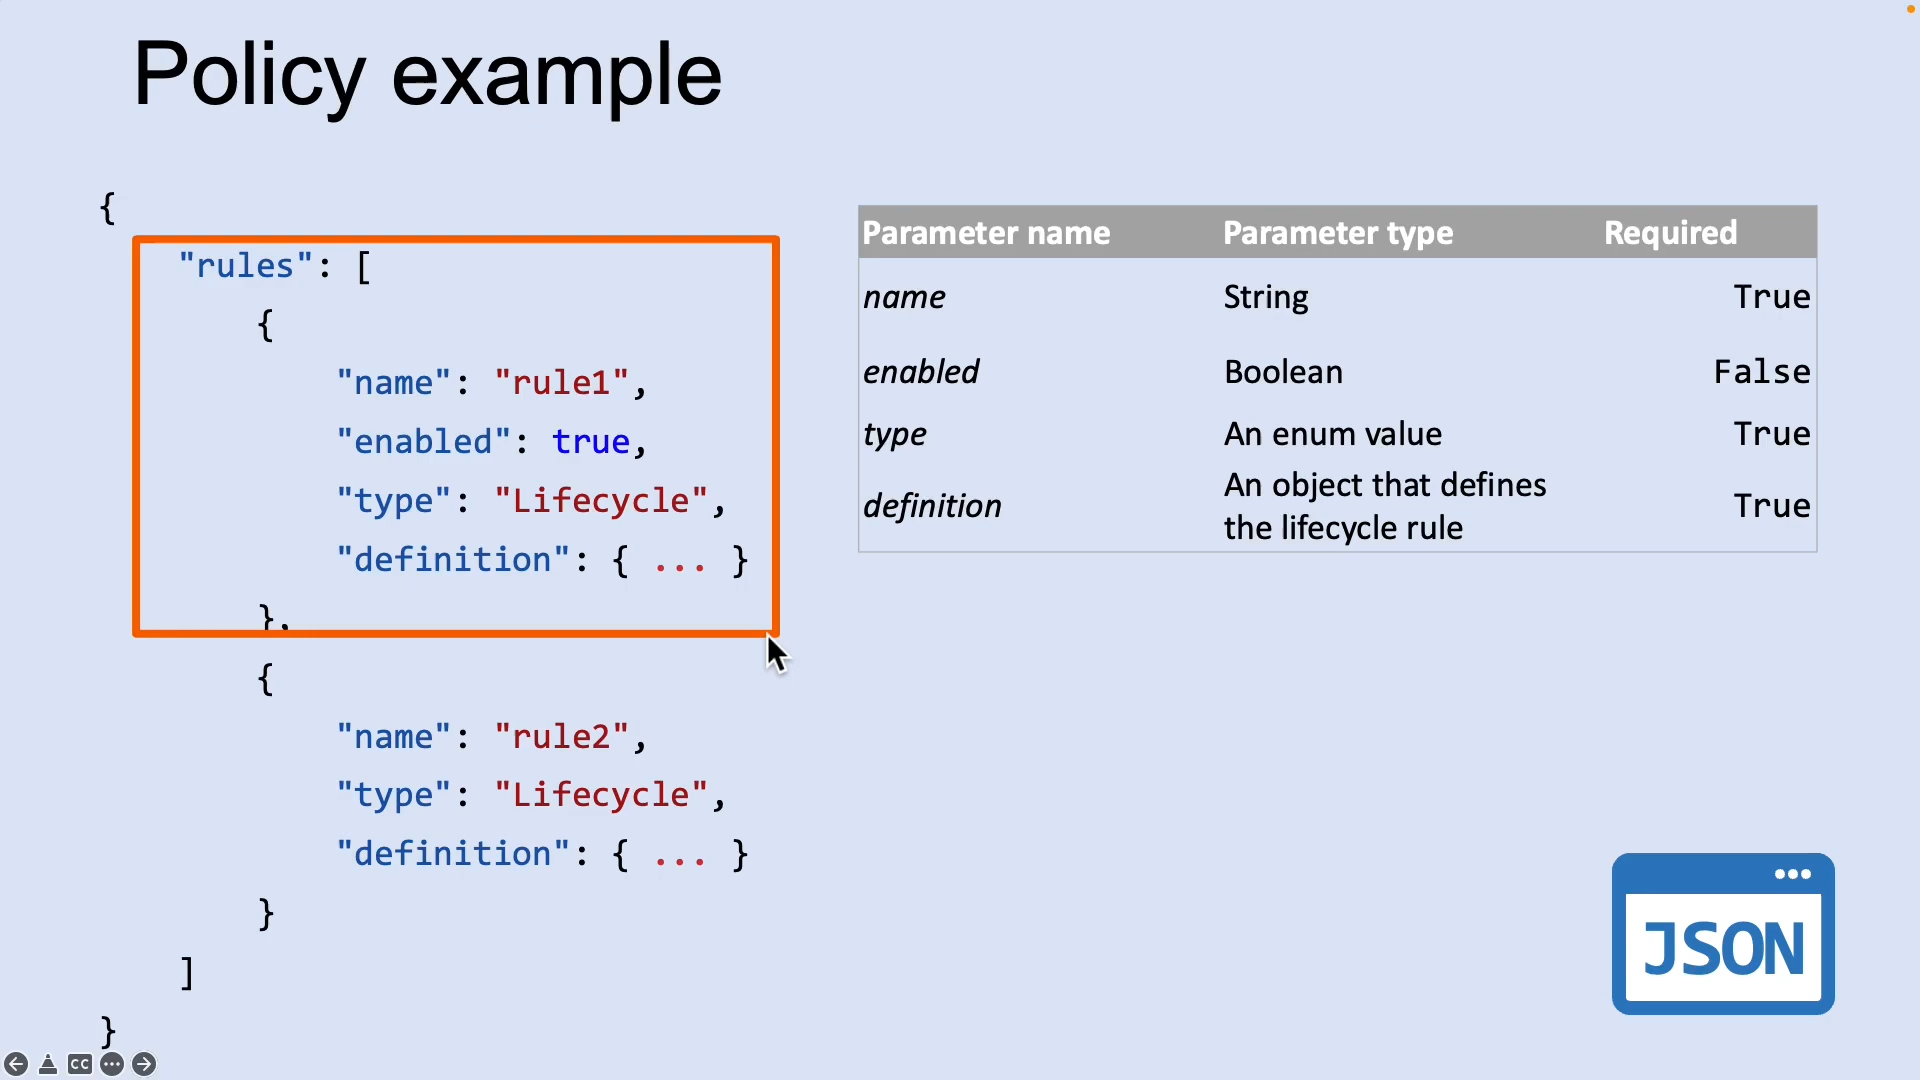 Policy example
{
"rules": [
{
"name": "rule1",
"enabled": true,
"type": "Lifecycle",
"definition": { ... }
},
{
"name": "rule2",
"type": "Lifecycle",
"definition": { ... }
}
]
}
Parameter name Parameter type Required
name String True
enabled Boolean False
type An enum value True
definition An object that defines
the lifecycle rule True
JSON
CC